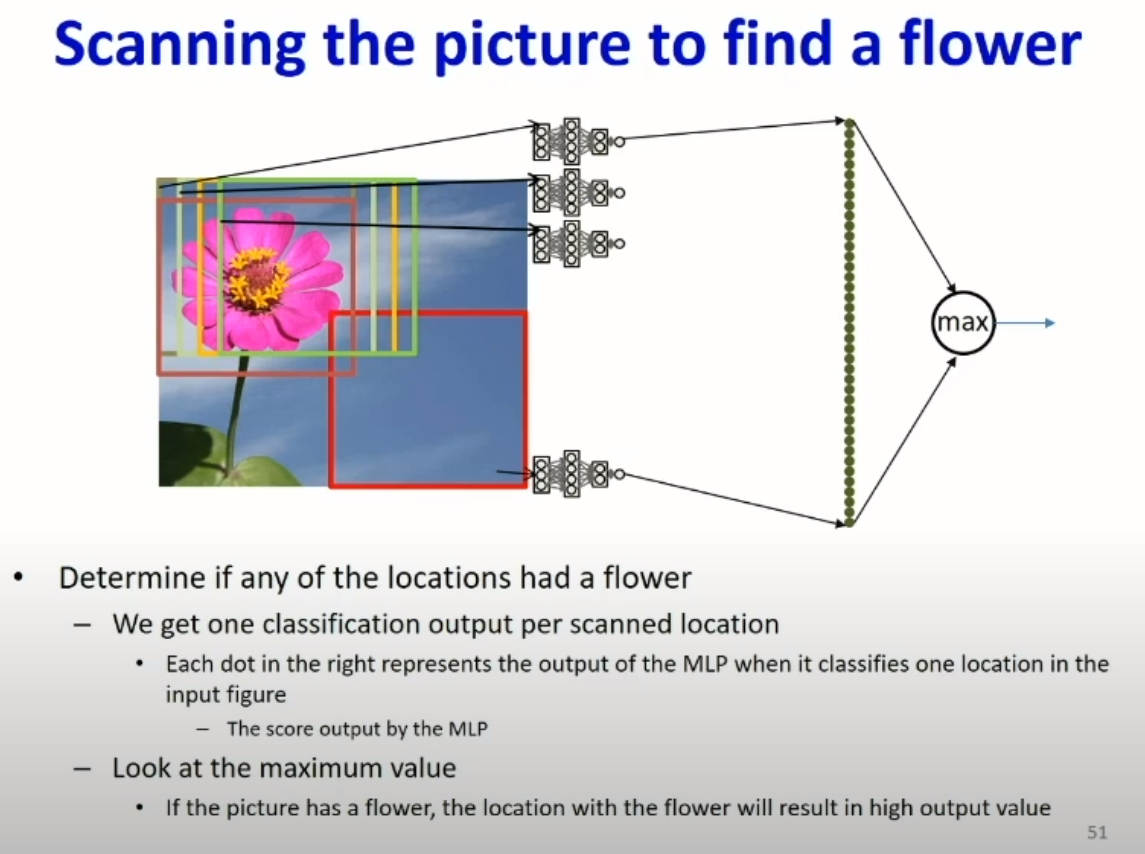 Scanning the picture to find a flower
max
• Determine if any of the locations had a flower
– We get one classification output per scanned location
• Each dot in the right represents the output of the MLP when it classifies one location in the
input figure
– The score output by the MLP
– Look at the maximum value
• If the picture has a flower, the location with the flower will result in high output value
51